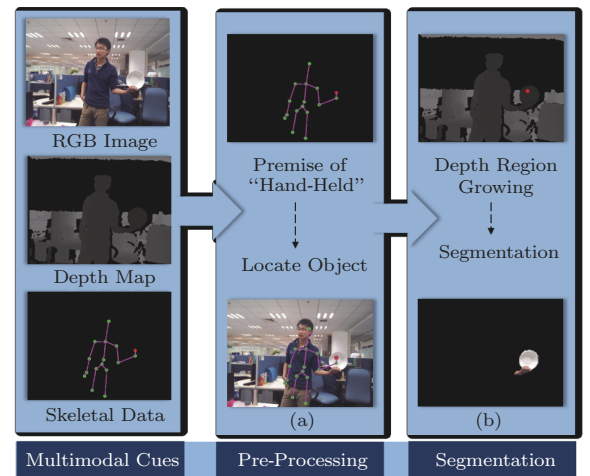 RGB Image
Depth Map
Skeletal Data
Multimodal Cues
Premise of
“Hand-Held”
Locate Object
(a)
Pre-Processing
Depth Region
Growing
Segmentation
(b)
Segmentation